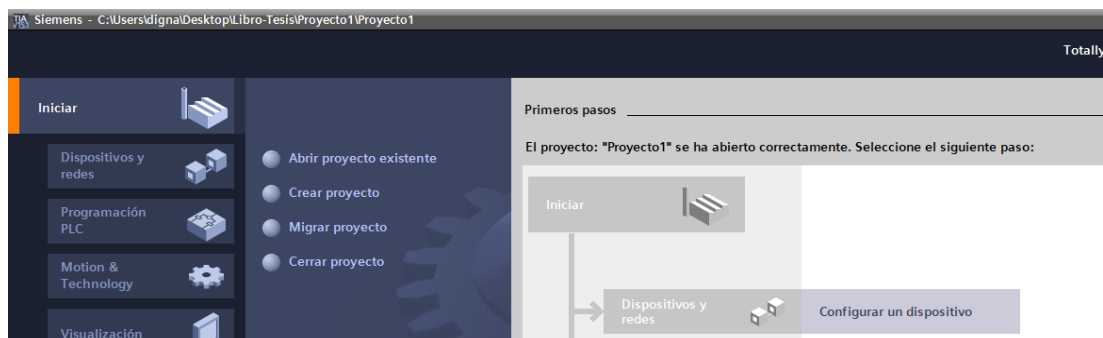 Siemens - C:\Users\digna\Desktop\Libro-Tesis\Proyecto1\Proyecto1
Totally
Iniciar
Dispositivos y
redes
Programación
PLC
Motion &
Technology
Visualización
Abrir proyecto existente
Crear proyecto
Migrar proyecto
Cerrar proyecto
Primeros pasos
El proyecto: "Proyecto1" se ha abierto correctamente. Seleccione el siguiente paso:
Iniciar
Dispositivos y
redes
Configurar un dispositivo